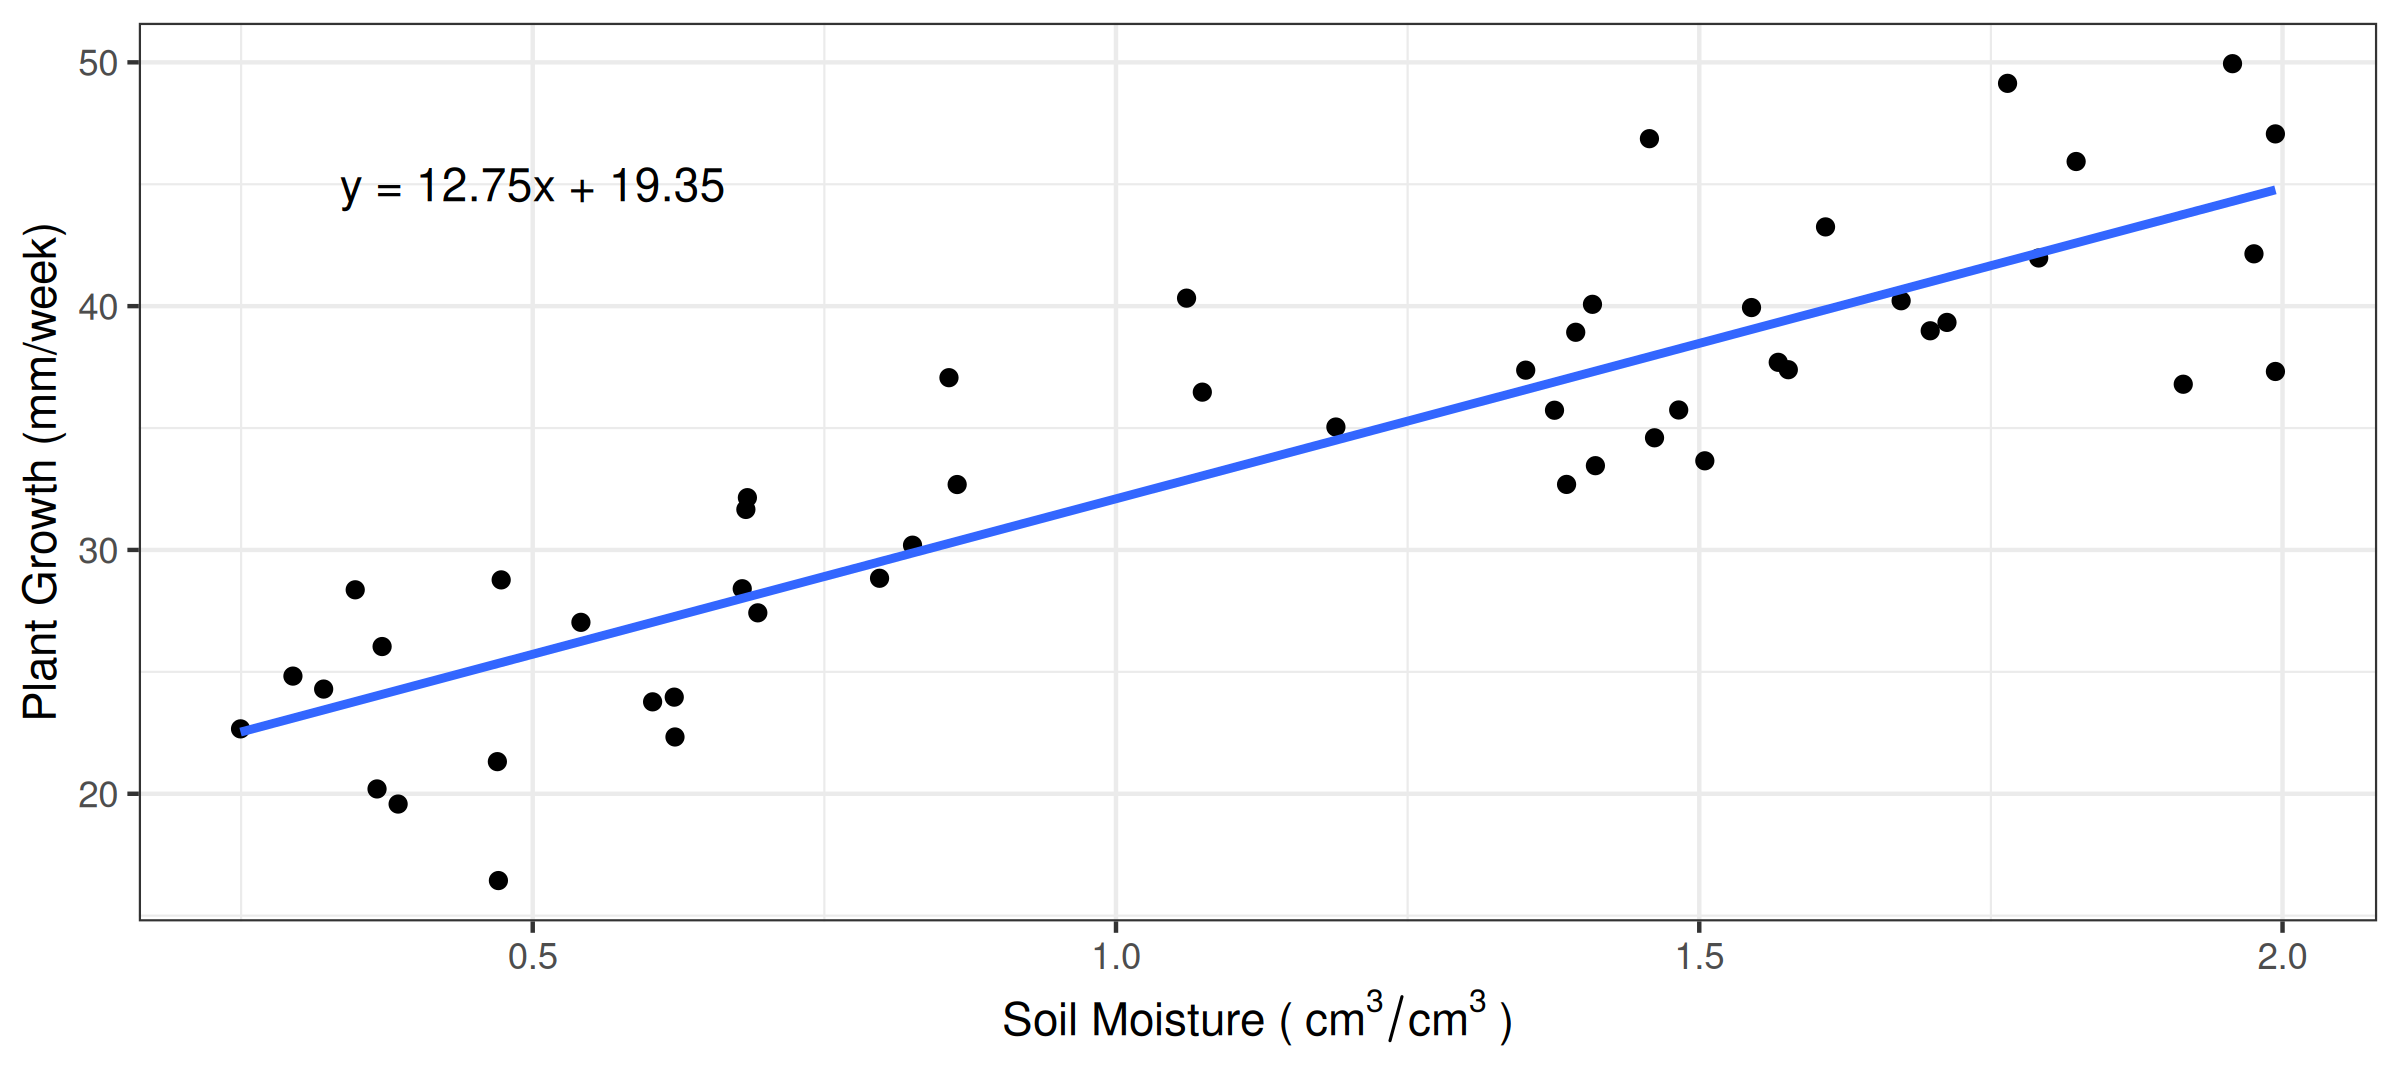 50
40
30
20
y = 12.75x + 19.35
Plant Growth (mm/week)
0.5 1.0 1.5 2.0
Soil Moisture ( cm³/cm³ )